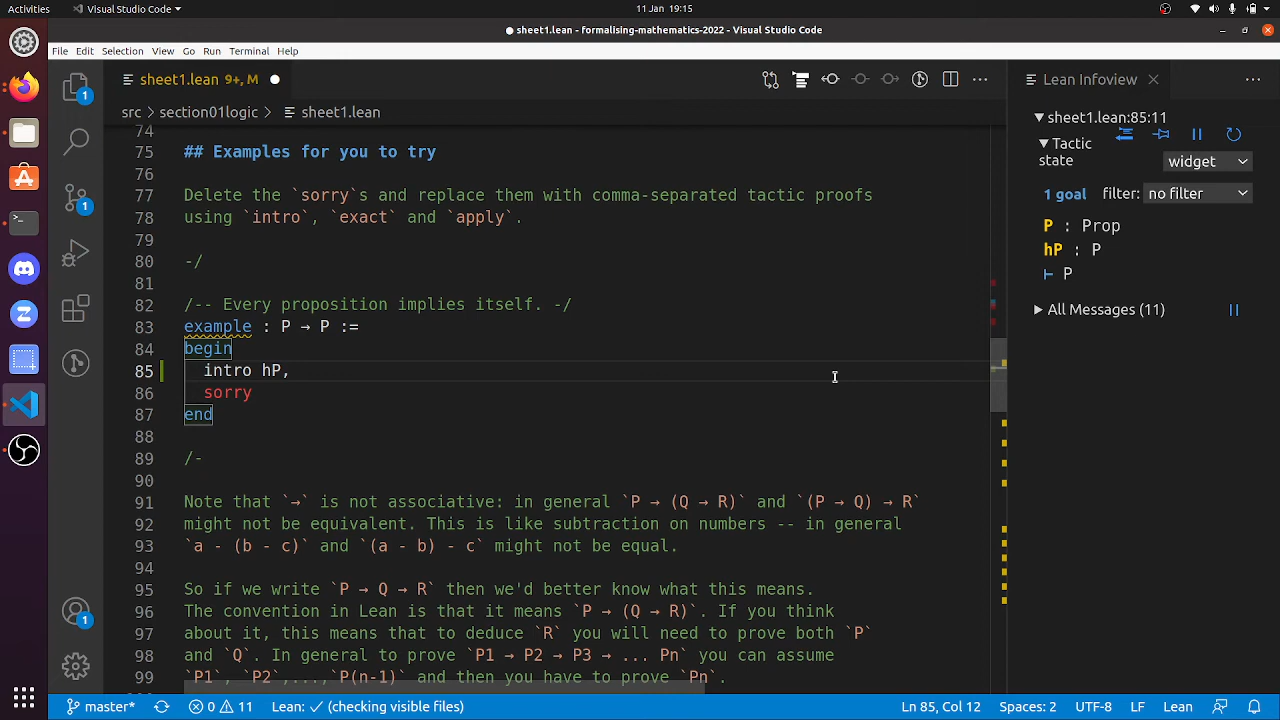 Activities
Visual Studio Code
11 Jan 19:15
● sheet1.lean - formalising-mathematics-2022 - Visual Studio Code
File Edit Selection View Go Run Terminal Help
sheet1.lean 9+, M
Lean Infoview
src > section01logic > sheet1.lean
74
75 ## Examples for you to try
76
77 Delete the `sorry`s and replace them with comma-separated tactic proofs
78 using `intro`, `exact` and `apply`.
79
80 -/
81
82 /-- Every proposition implies itself. -/
83 example : P → P :=
84 begin
85 intro hP,
86 sorry
87 end
88
89 /-
90
91 Note that `→` is not associative: in general `P → (Q → R)` and `(P → Q) → R`
92 might not be equivalent. This is like subtraction on numbers -- in general
93 `a - (b - c)` and `(a - b) - c` might not be equal.
94
95 So if we write `P → Q → R` then we'd better know what this means.
96 The convention in Lean is that it means `P → (Q → R)`. If you think
97 about it, this means that to deduce `R` you will need to prove both `P`
98 and `Q`. In general to prove `P1 → P2 → P3 → ... Pn` you can assume
99 `P1`, `P2`,...,`P(n-1)` and then you have to prove `Pn`.
sheet1.lean:85:11
Tactic state
widget
1 goal filter: no filter
P : Prop
hP : P
⊢ P
All Messages (11)
1
1
1
master* 0 11 Lean: ✓ (checking visible files) Ln 85, Col 12 Spaces: 2 UTF-8 LF Lean